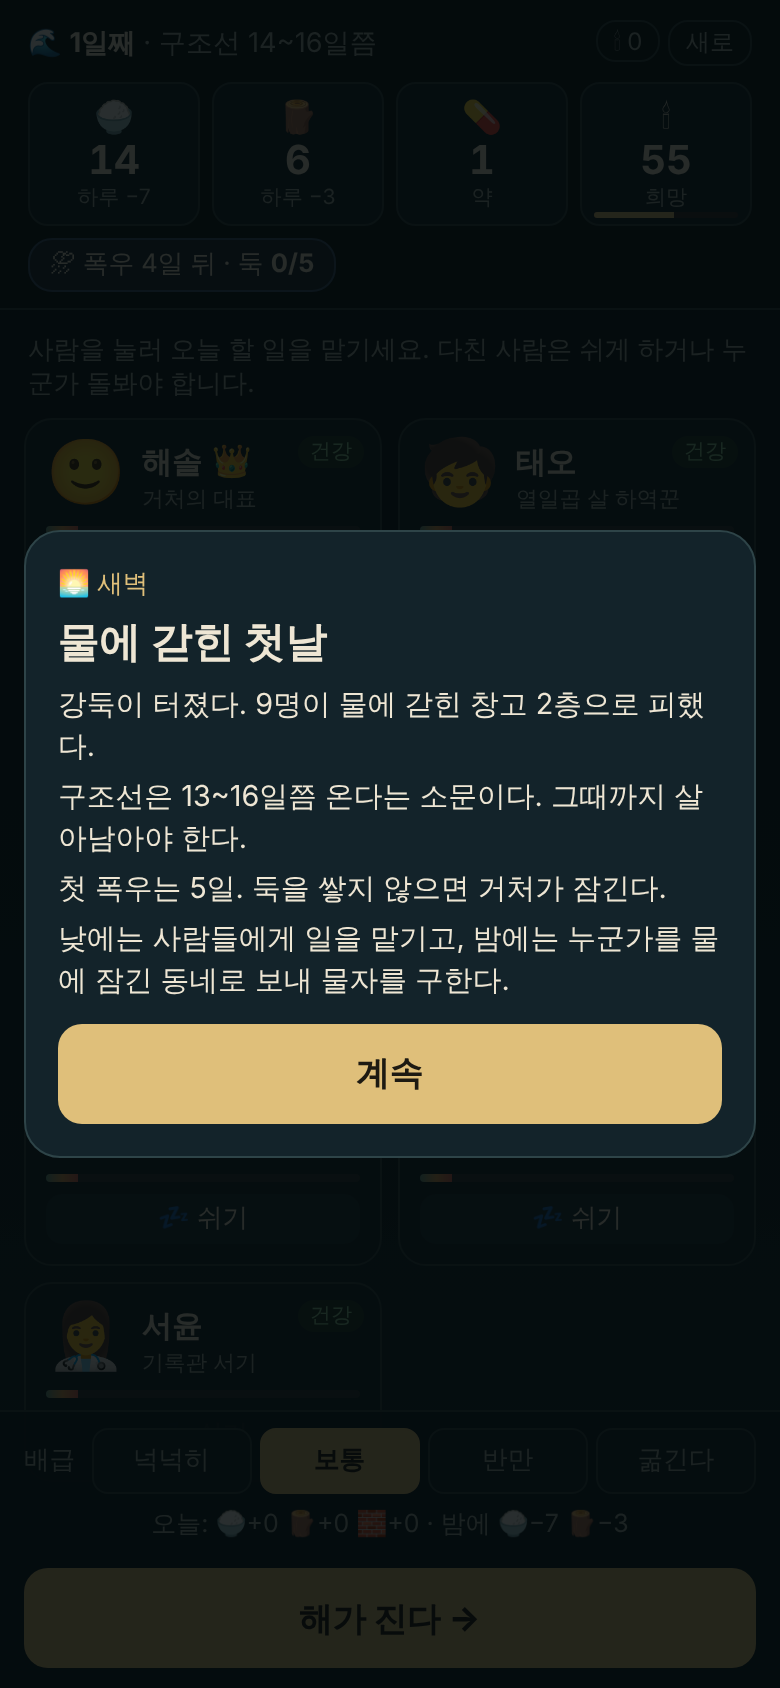 🌊 1일째 · 구조선 14~16일쯤
🕯 0
새로
🍚 14 하루 −7
🪵 6 하루 −3
💊 1 약
🕯 55 희망
⛈ 폭우 4일 뒤 · 둑 0/5
사람을 눌러 오늘 할 일을 맡기세요. 다친 사람은 쉬게 하거나 누
군가 돌봐야 합니다.
해솔 👑 건강
거처의 대표
태오 건강
열일곱 살 하역꾼
🌅 새벽
물에 갇힌 첫날
강둑이 터졌다. 9명이 물에 갇힌 창고 2층으로 피했
다.
구조선은 13~16일쯤 온다는 소문이다. 그때까지 살
아남아야 한다.
첫 폭우는 5일. 둑을 쌓지 않으면 거처가 잠긴다.
낮에는 사람들에게 일을 맡기고, 밤에는 누군가를 물
에 잠긴 동네로 보내 물자를 구한다.
계속
💤 쉬기
💤 쉬기
서윤 건강
기록관 서기
배급 넉넉히 보통 반만 굶긴다
오늘: 🍚+0 🪵+0 🧱+0 · 밤에 🍚−7 🪵−3
해가 진다 →